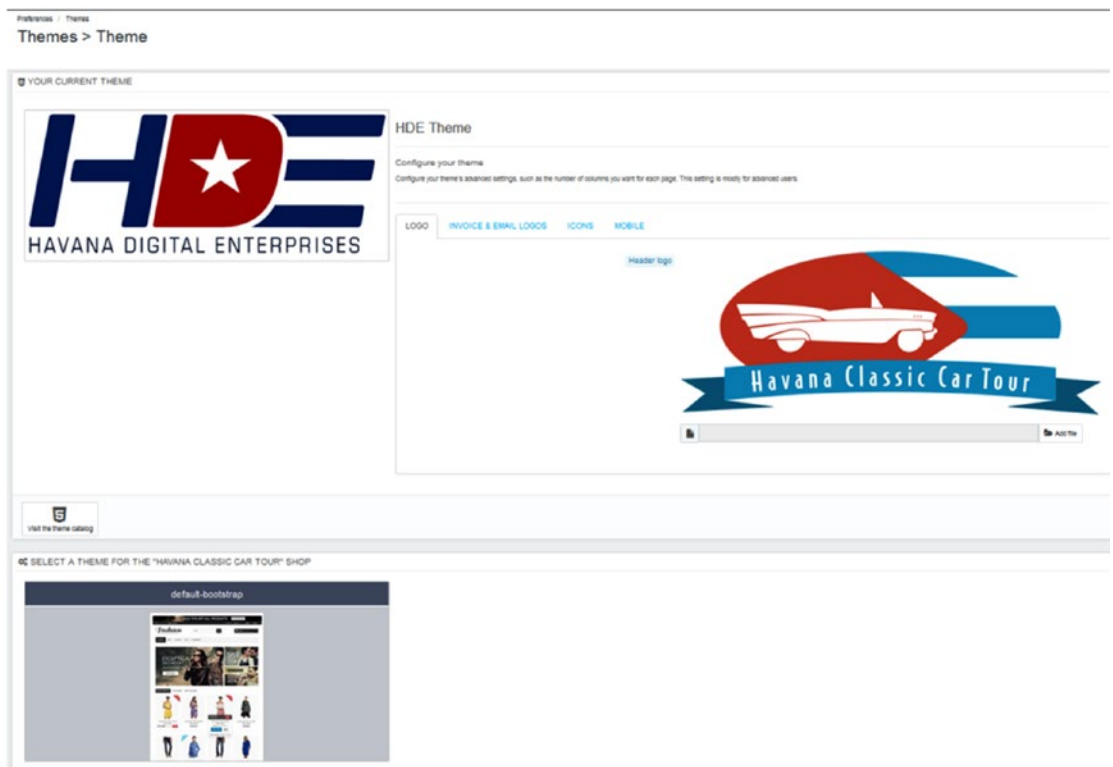 Preferences / Themes
Themes > Theme
YOUR CURRENT THEME
HDE
HAVANA DIGITAL ENTERPRISES
HDE Theme
Configure your theme
Configure your theme's advanced settings, such as the number of columns you want for each page. This setting is mostly for advanced users.
LOGO INVOICE & EMAIL LOGOS ICONS MOBILE
Header logo
Havana Classic Car Tour
Add file
Visit the theme catalog
SELECT A THEME FOR THE "HAVANA CLASSIC CAR TOUR" SHOP
default-bootstrap